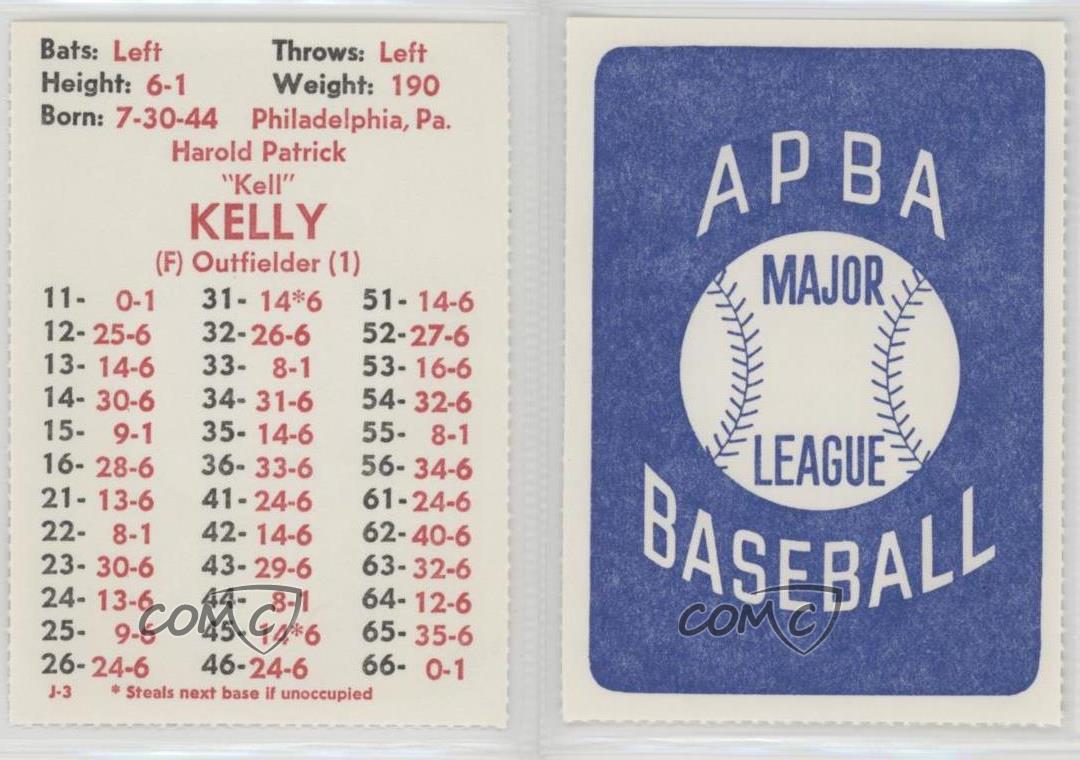 Bats: Left Throws: Left
Height: 6-1 Weight: 190
Born: 7-30-44 Philadelphia, Pa.
Harold Patrick
"Kell"
KELLY
(F) Outfielder (1)
11- 0-1 31- 14*6 51- 14-6
12- 25-6 32- 26-6 52- 27-6
13- 14-6 33- 8-1 53- 16-6
14- 30-6 34- 31-6 54- 32-6
15- 9-1 35- 14-6 55- 8-1
16- 28-6 36- 33-6 56- 34-6
21- 13-6 41- 24-6 61- 24-6
22- 8-1 42- 14-6 62- 40-6
23- 30-6 43- 29-6 63- 32-6
24- 13-6 44- 8-1 64- 12-6
25- 9-6 45- 14*6 65- 35-6
26- 24-6 46- 24-6 66- 0-1
J-3 * Steals next base if unoccupied
COMC
APBA
MAJOR
LEAGUE
BASEBALL
COMC